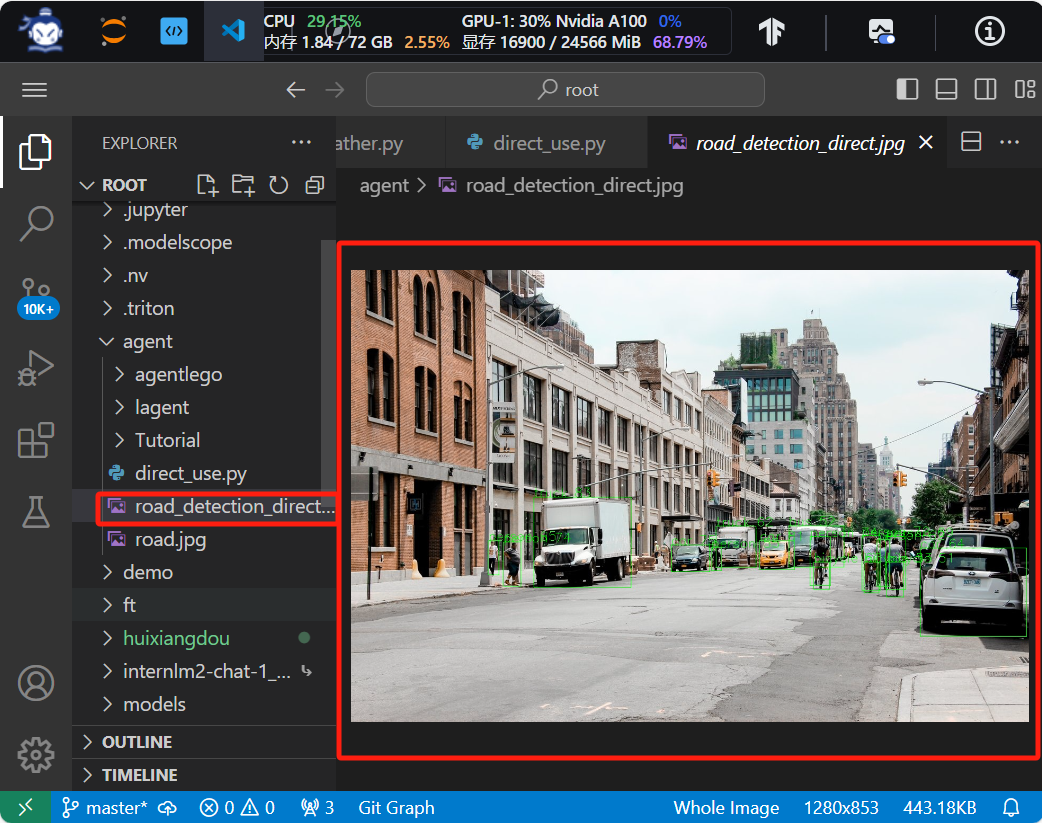 CPU 29.15% GPU-1: 30% Nvidia A100 0%
内存 1.84 / 72 GB 2.55% 显存 16900 / 24566 MiB 68.79%
root
EXPLORER
ather.py
direct_use.py
road_detection_direct.jpg
ROOT
agent > road_detection_direct.jpg
.jupyter
.modelscope
.nv
.triton
agent
agentlego
lagent
Tutorial
direct_use.py
road_detection_direct...
road.jpg
demo
ft
huixiangdou
internlm2-chat-1_...
models
OUTLINE
TIMELINE
10K+
master* 0 0 3 Git Graph Whole Image 1280x853 443.18KB